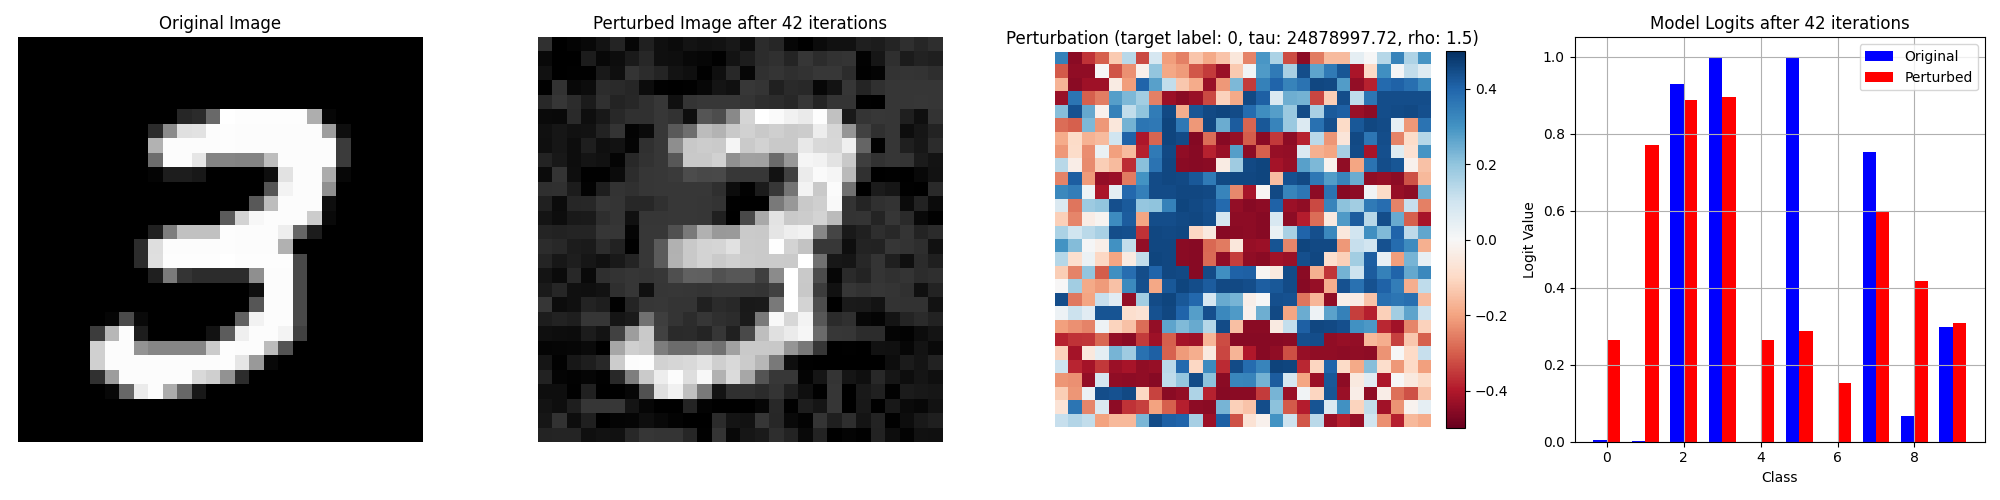 Original Image
3
Perturbed Image after 42 iterations
3
Perturbation (target label: 0, tau: 24878997.72, rho: 1.5)
0.4
0.2
0.0
−0.2
−0.4
Model Logits after 42 iterations
Original
Perturbed
Logit Value
1.0
0.8
0.6
0.4
0.2
0.0
0 2 4 6 8
Class